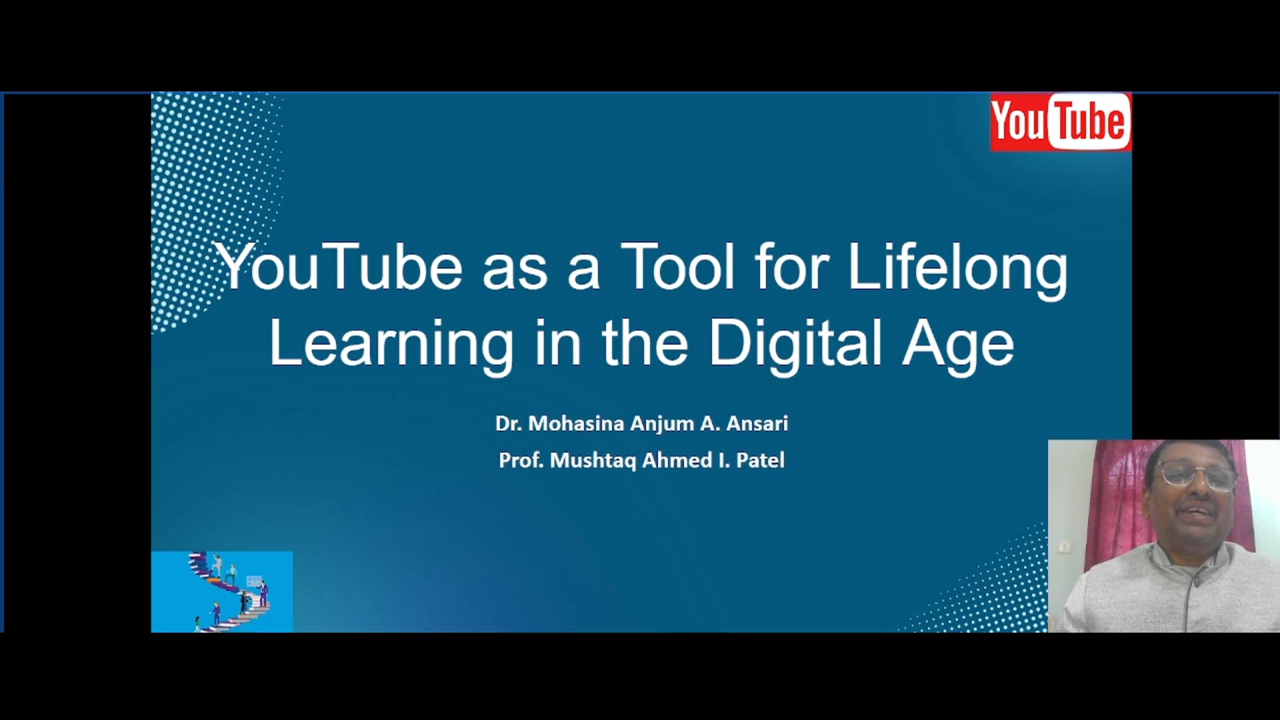 YouTube
YouTube as a Tool for Lifelong
Learning in the Digital Age
Dr. Mohasina Anjum A. Ansari
Prof. Mushtaq Ahmed I. Patel